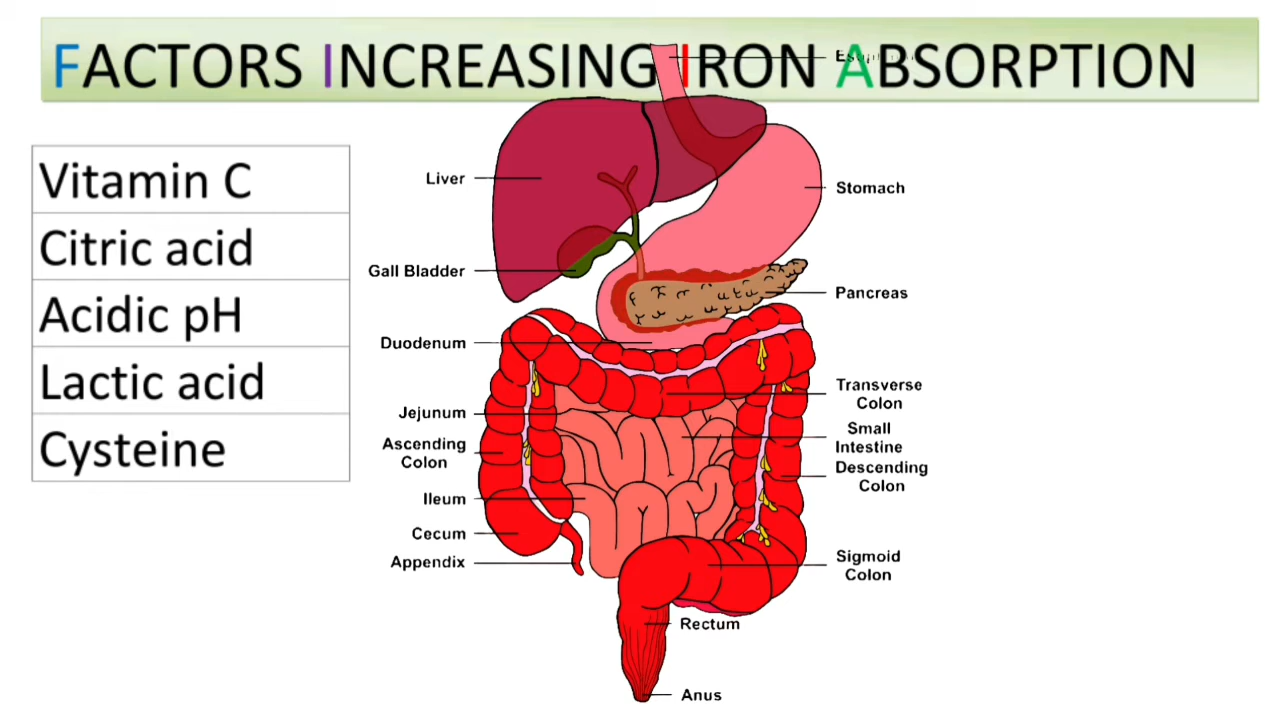 FACTORS INCREASING IRON ABSORPTION
Vitamin C
Citric acid
Acidic pH
Lactic acid
Cysteine
Liver
Gall Bladder
Duodenum
Jejunum
Ascending
Colon
Ileum
Cecum
Appendix
Stomach
Pancreas
Transverse
Colon
Small
Intestine
Descending
Colon
Sigmoid
Colon
Rectum
Anus